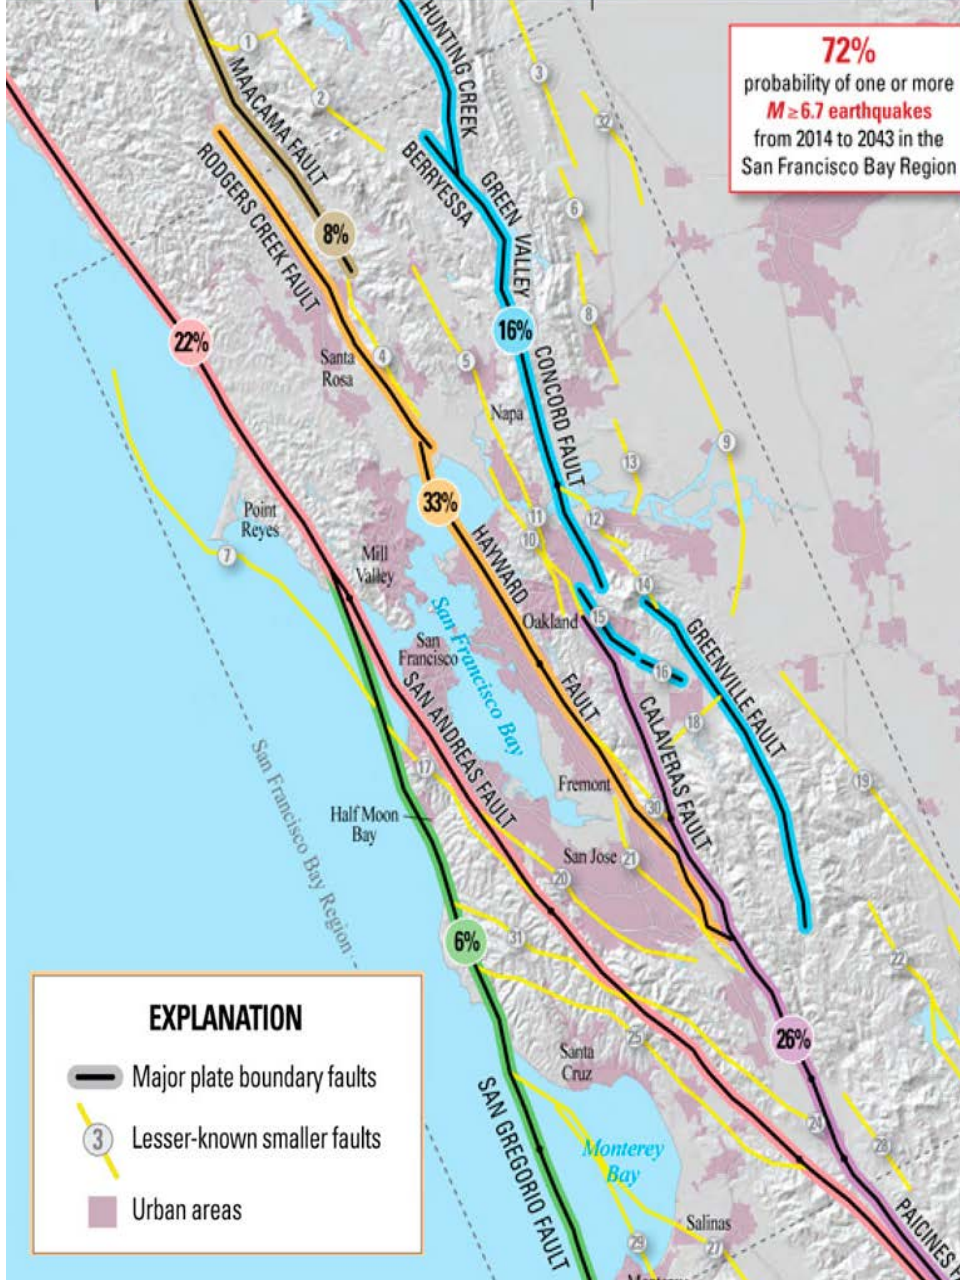 72%
probability of one or more
M ≥6.7 earthquakes
from 2014 to 2043 in the
San Francisco Bay Region
HUNTING CREEK
BERRYESSA
GREEN VALLEY
CONCORD FAULT
MAACAMA FAULT
RODGERS CREEK FAULT
1
2
3
32
6
8%
22%
16%
8
4
5
Santa
Rosa
Napa
9
13
33%
Point
Reyes
11
12
10
HAYWARD
FAULT
Mill
Valley
7
14
Oakland
15
San Francisco Bay
San
Francisco
16
GREENVILLE FAULT
SAN ANDREAS FAULT
CALAVERAS FAULT
18
17
19
Fremont
30
Half Moon
Bay
San Jose
21
20
San Francisco Bay Region
6%
31
22
26%
25
Santa
Cruz
24
28
SAN GREGORIO FAULT
Monterey
Bay
Salinas
27
29
PAICINES
EXPLANATION
Major plate boundary faults
3
Lesser-known smaller faults
Urban areas